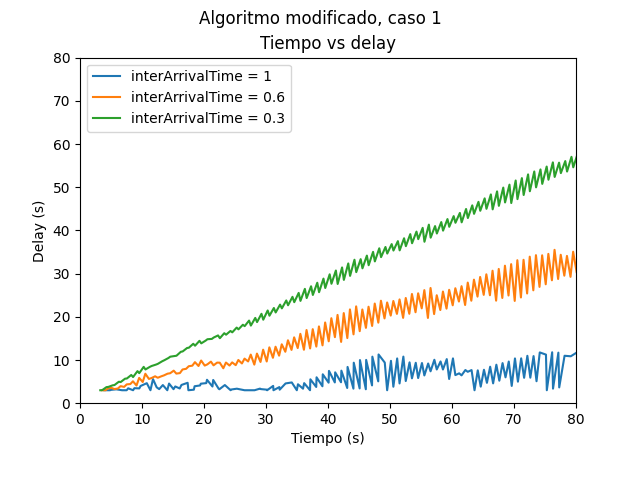 Algoritmo modificado, caso 1
Tiempo vs delay
80
70
60
50
40
30
20
10
0
Delay (s)
interArrivalTime = 1
interArrivalTime = 0.6
interArrivalTime = 0.3
0 10 20 30 40 50 60 70 80
Tiempo (s)